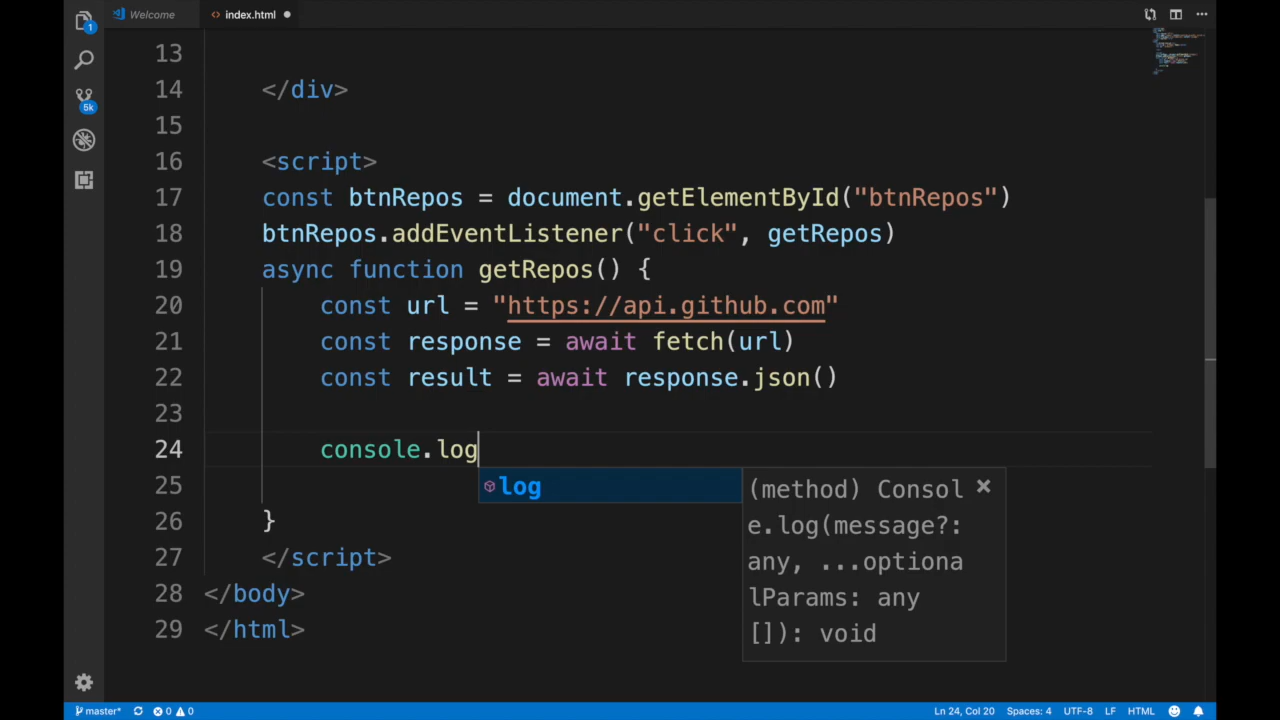 Welcome
<> index.html
1
5k
13
14 </div>
15
16 <script>
17 const btnRepos = document.getElementById("btnRepos")
18 btnRepos.addEventListener("click", getRepos)
19 async function getRepos() {
20 const url = "https://api.github.com"
21 const response = await fetch(url)
22 const result = await response.json()
23
24 console.log
25
26 }
27 </script>
28 </body>
29 </html>
log
(method) Consol
e.log(message?:
any, ...optiona
lParams: any
[]): void
master* 0 0 Ln 24, Col 20 Spaces: 4 UTF-8 LF HTML